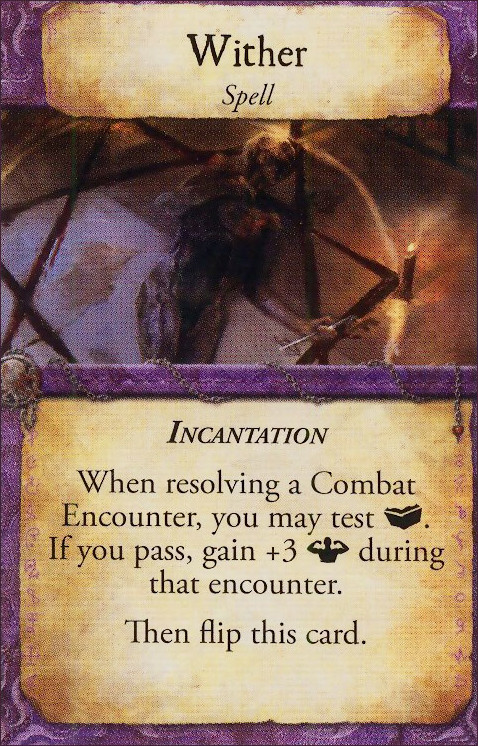 Wither
Spell
INCANTATION
When resolving a Combat
Encounter, you may test .
If you pass, gain +3 during
that encounter.
Then flip this card.